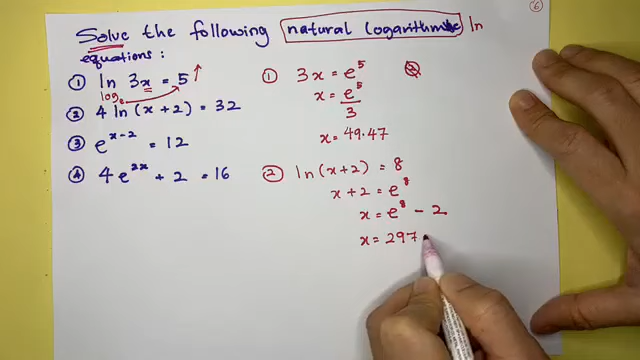 Solve the following natural logarithmic ln
equations :
① ln 3x = 5 ↑
logₑ
② 4 ln (x + 2) = 32
③ e^(x-2) = 12
④ 4e^(2x) + 2 = 16
① 3x = e^5
x = e^5/3
x = 49.47
② ln (x+2) = 8
x + 2 = e^8
x = e^8 - 2
x = 297
6